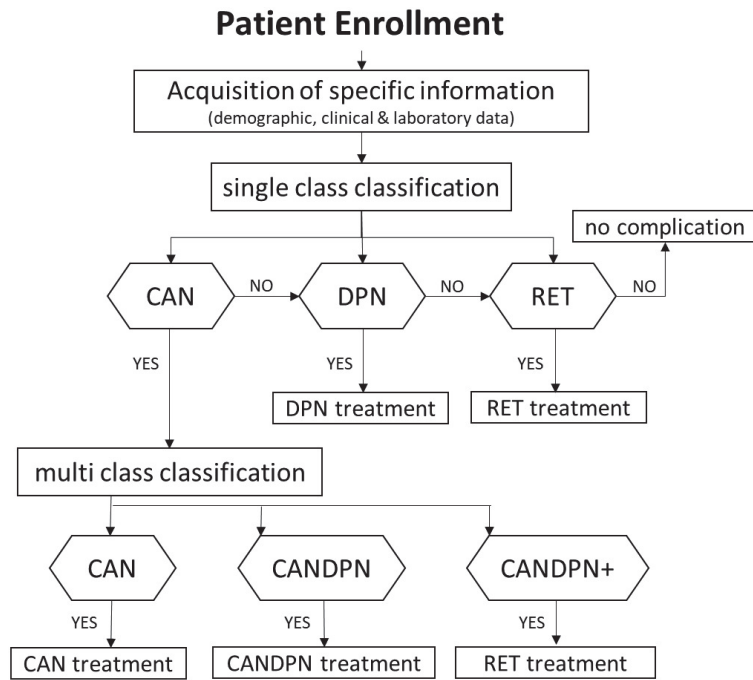 Patient Enrollment
Acquisition of specific information
(demographic, clinical & laboratory data)
single class classification
no complication
CAN
NO
DPN
NO
RET
NO
YES
YES
YES
DPN treatment
RET treatment
multi class classification
CAN
CANDPN
CANDPN+
YES
YES
YES
CAN treatment
CANDPN treatment
RET treatment